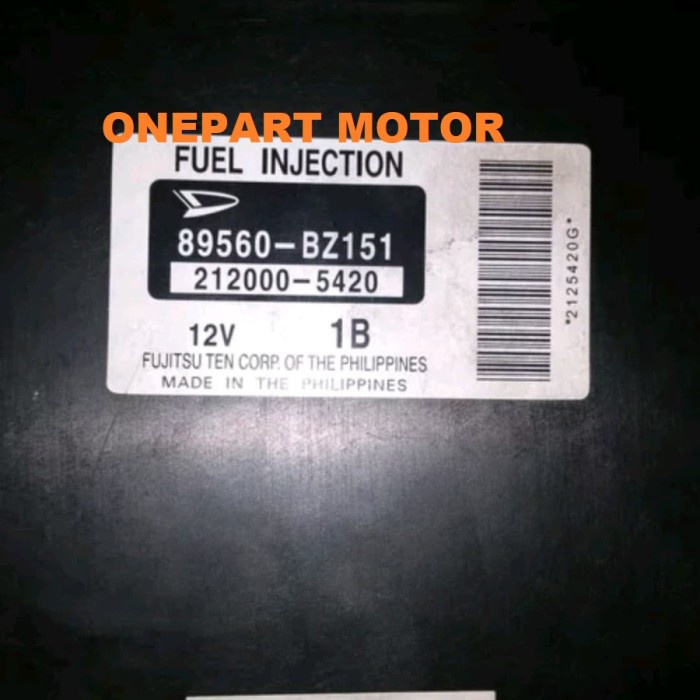 ONEPART MOTOR
FUEL INJECTION
89560-BZ151
212000-5420
12V 1B
FUJITSU TEN CORP. OF THE PHILIPPINES
MADE IN THE PHILIPPINES
*2125420G*